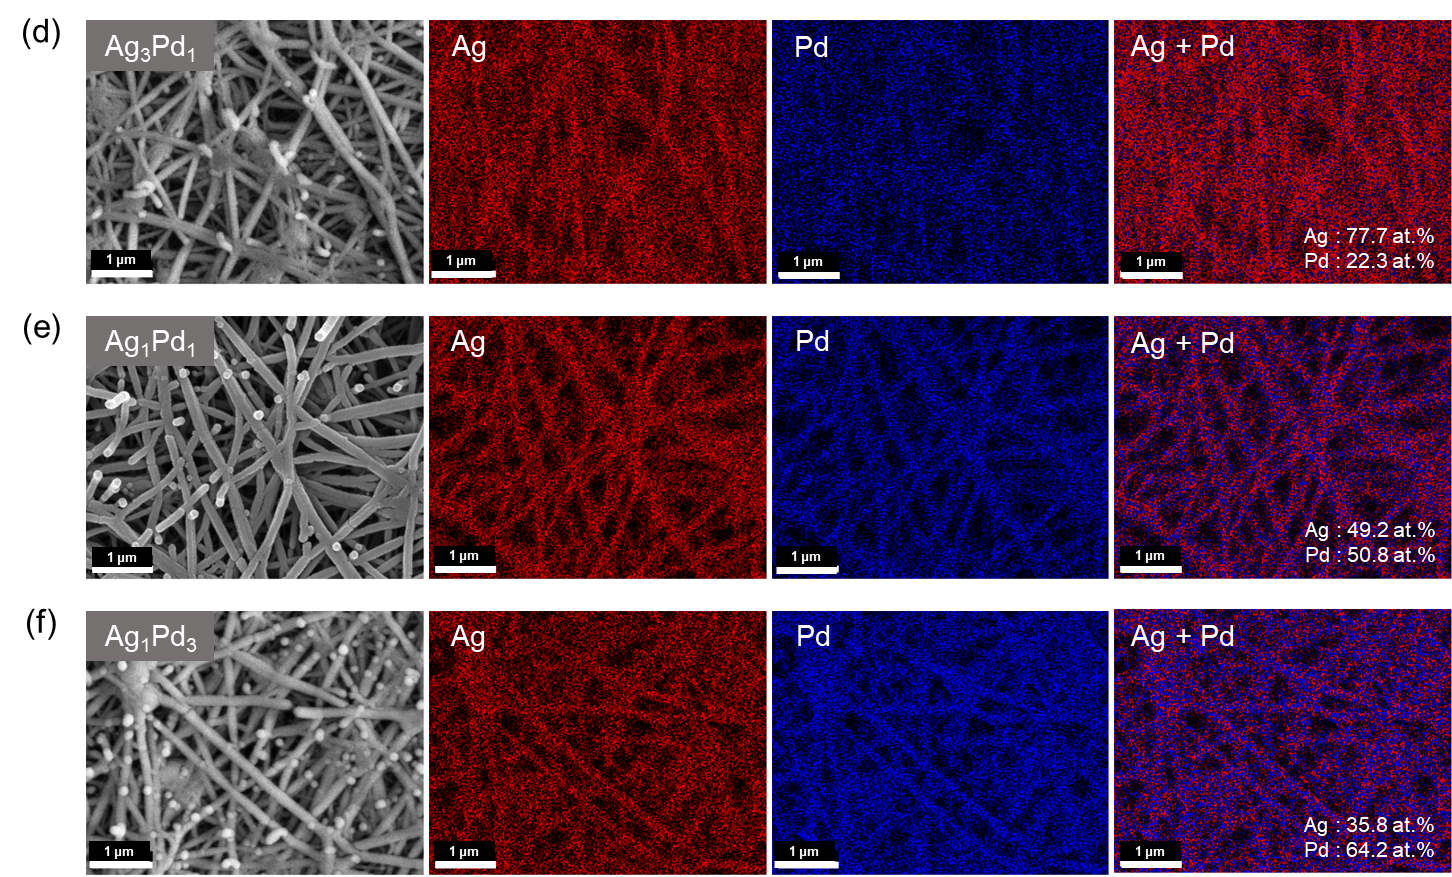 (d)
Ag₃Pd₁
Ag
Pd
Ag + Pd
Ag : 77.7 at.%
Pd : 22.3 at.%
1 µm
1 µm
1 µm
1 µm
(e)
Ag₁Pd₁
Ag
Pd
Ag + Pd
Ag : 49.2 at.%
Pd : 50.8 at.%
1 µm
1 µm
1 µm
1 µm
(f)
Ag₁Pd₃
Ag
Pd
Ag + Pd
Ag : 35.8 at.%
Pd : 64.2 at.%
1 µm
1 µm
1 µm
1 µm